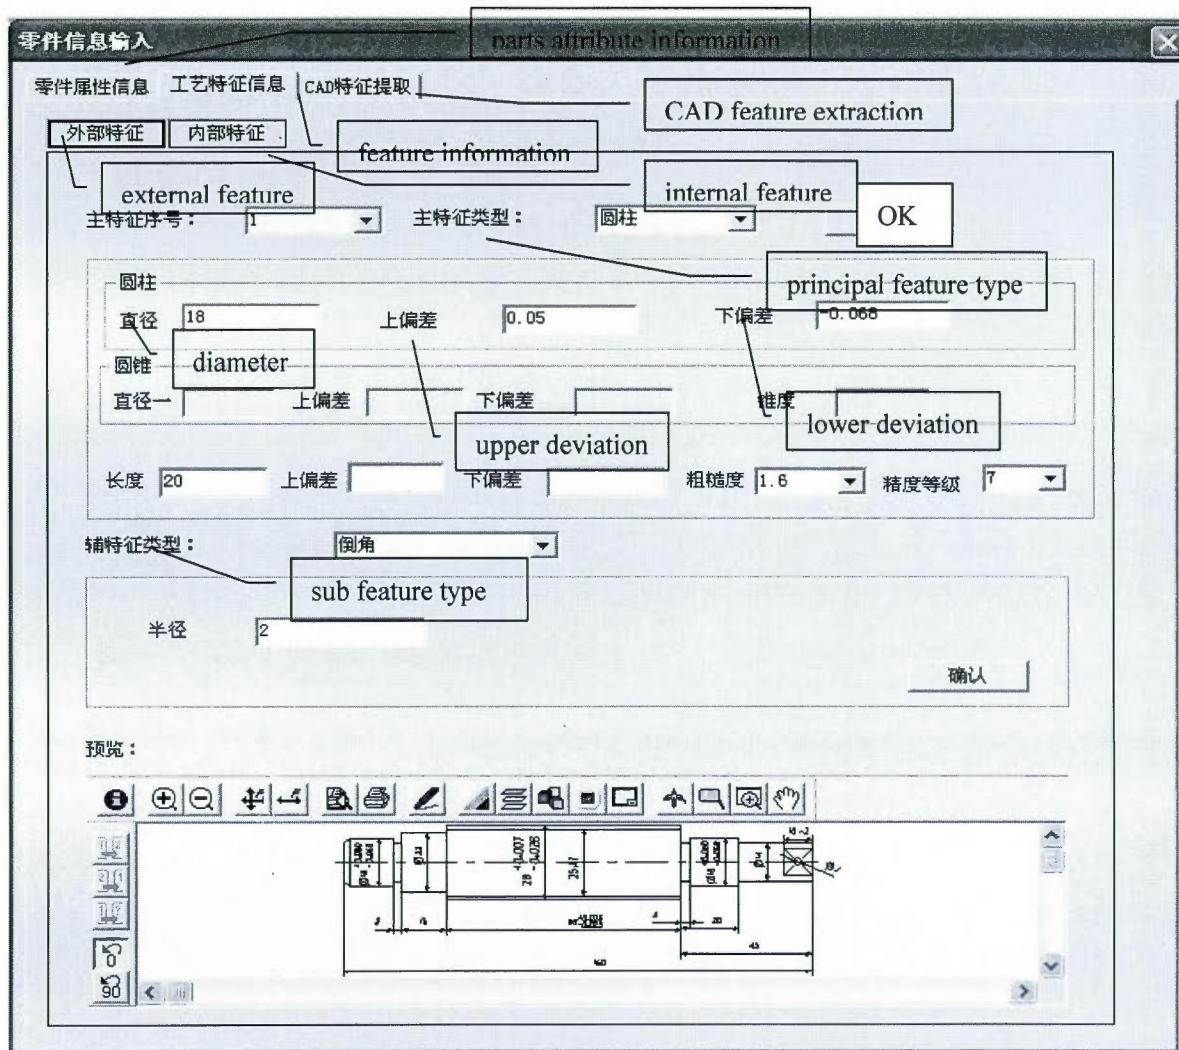 零件信息输入
parts attribute information
零件属性信息 工艺特征信息 CAD特征提取
CAD feature extraction
外部特征 内部特征
feature information
external feature
internal feature
OK
主特征序号： 1 主特征类型： 圆柱
principal feature type
圆柱
直径 18 上偏差 0.05 下偏差 -0.068
diameter
圆锥
直径一 上偏差 下偏差 锥度
upper deviation
lower deviation
长度 20 上偏差 下偏差 粗糙度 1.6 精度等级 7
辅特征类型： 倒角
sub feature type
半径 2
确认
预览：
0
90